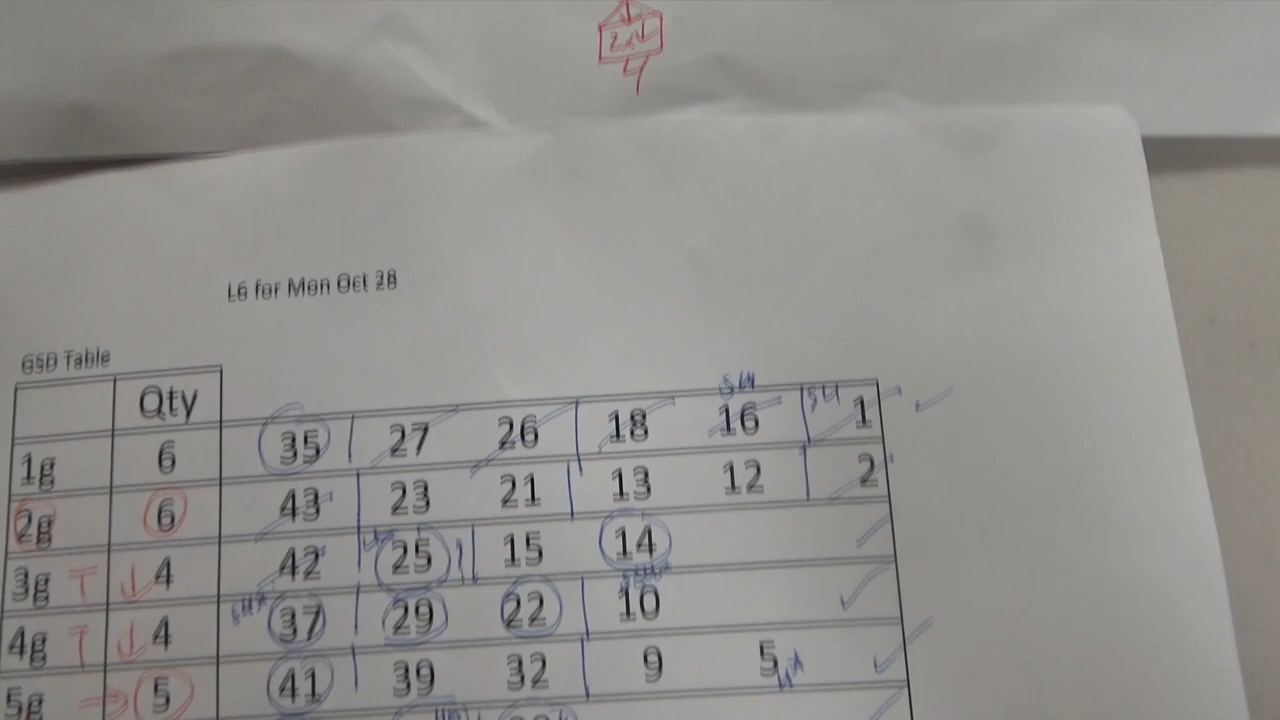 4
L6 for Mon Oct 28
GSD Table
Qty
1g 6 35 27 26 18 16 1
2g 6 43 23 21 13 12 2
3g T ↓ 4 42 25 15 14
4g T ↓ 4 37 29 22 10
5g 5 41 39 32 9 5